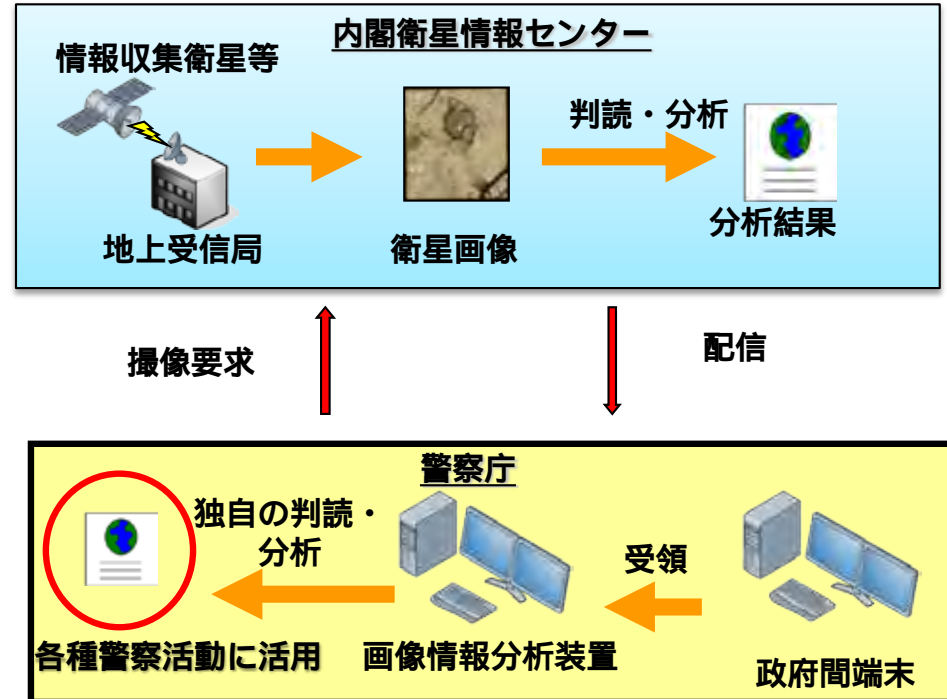 内閣衛星情報センター
情報収集衛星等
判読・分析
地上受信局
衛星画像
分析結果
撮像要求
配信
警察庁
独自の判読・
分析
受領
各種警察活動に活用
画像情報分析装置
政府間端末